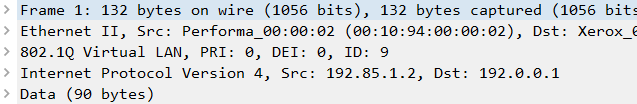 Frame 1: 132 bytes on wire (1056 bits), 132 bytes captured (1056 bits
Ethernet II, Src: Performa_00:00:02 (00:10:94:00:00:02), Dst: Xerox_0
802.1Q Virtual LAN, PRI: 0, DEI: 0, ID: 9
Internet Protocol Version 4, Src: 192.85.1.2, Dst: 192.0.0.1
Data (90 bytes)